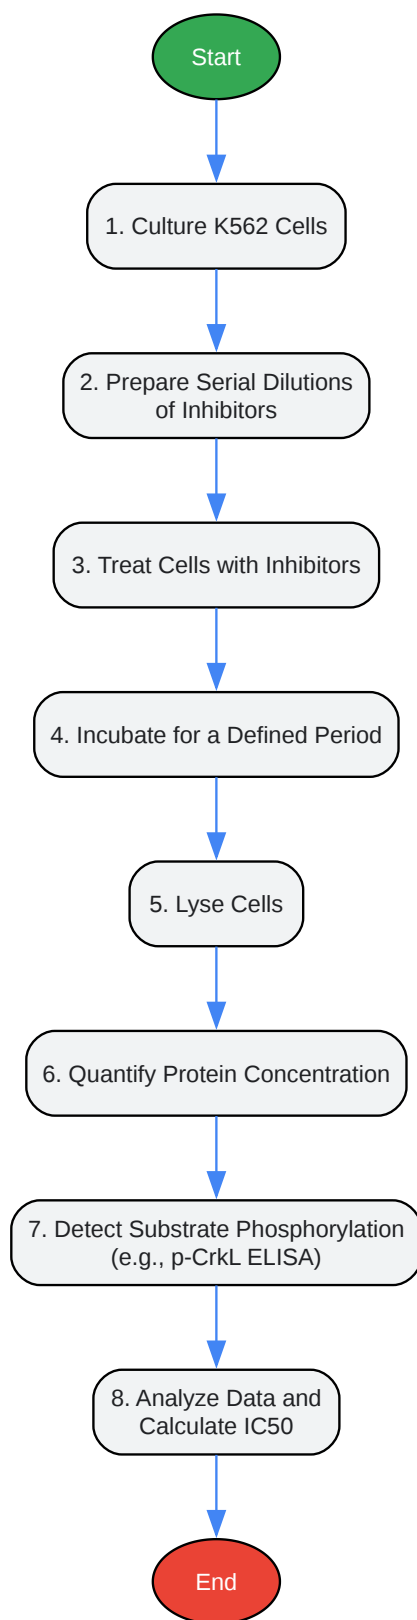 Start
1. Culture K562 Cells
2. Prepare Serial Dilutions
of Inhibitors
3. Treat Cells with Inhibitors
4. Incubate for a Defined Period
5. Lyse Cells
6. Quantify Protein Concentration
7. Detect Substrate Phosphorylation
(e.g., p-CrkL ELISA)
8. Analyze Data and
Calculate IC50
End